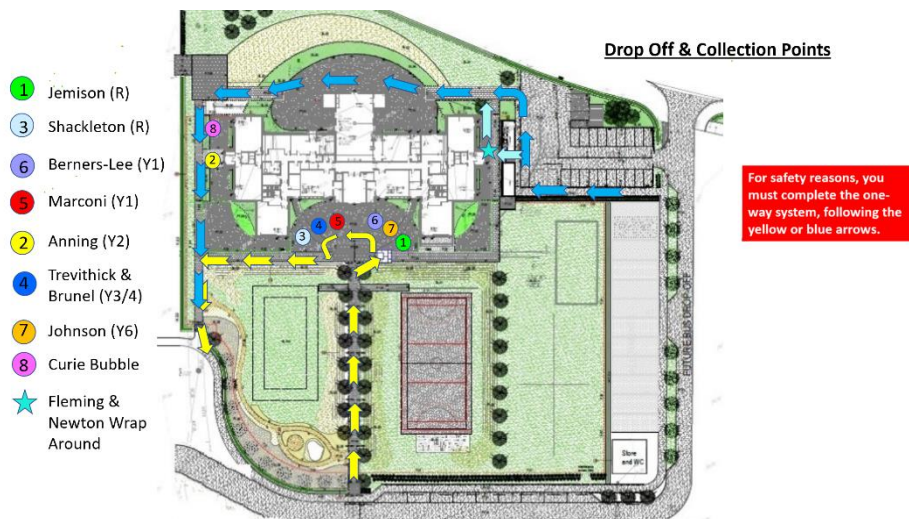 Drop Off & Collection Points
1 Jemison (R)
3 Shackleton (R)
6 Berners-Lee (Y1)
5 Marconi (Y1)
2 Anning (Y2)
4 Trevithick &
Brunel (Y3/4)
7 Johnson (Y6)
8 Curie Bubble
Fleming &
Newton Wrap
Around
8
2
3
4
5
6
7
1
For safety reasons, you
must complete the one-
way system, following the
yellow or blue arrows.
FUTURE BUS DROP-OFF
Store
and WC